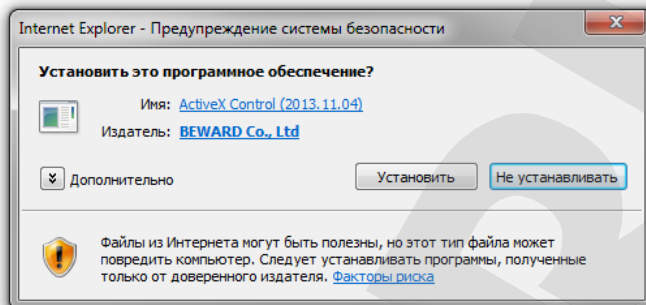 Internet Explorer - Предупреждение системы безопасности
Установить это программное обеспечение?
Имя: ActiveX Control (2013.11.04)
Издатель: BEWARD Co., Ltd
Дополнительно
Установить
Не устанавливать
Файлы из Интернета могут быть полезны, но этот тип файла может
повредить компьютер. Следует устанавливать программы, полученные
только от доверенного издателя. Факторы риска